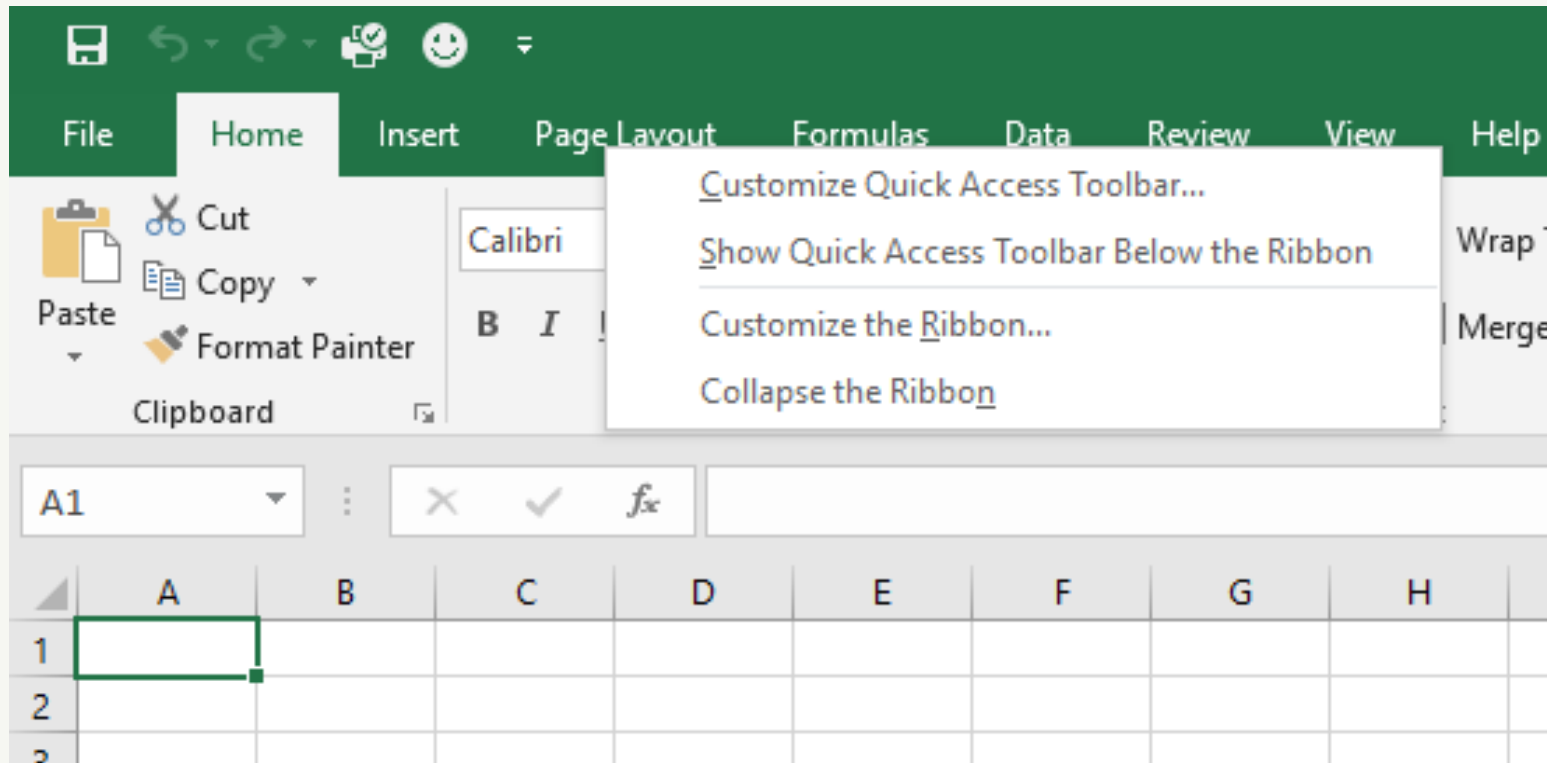 File Home Insert Page Layout Formulas Data Review View Help
Customize Quick Access Toolbar...
Show Quick Access Toolbar Below the Ribbon
Customize the Ribbon...
Collapse the Ribbon
Cut
Copy
Paste
Format Painter
Clipboard
Calibri
B I
Wrap
Merge
A1
fx
A B C D E F G H
1
2